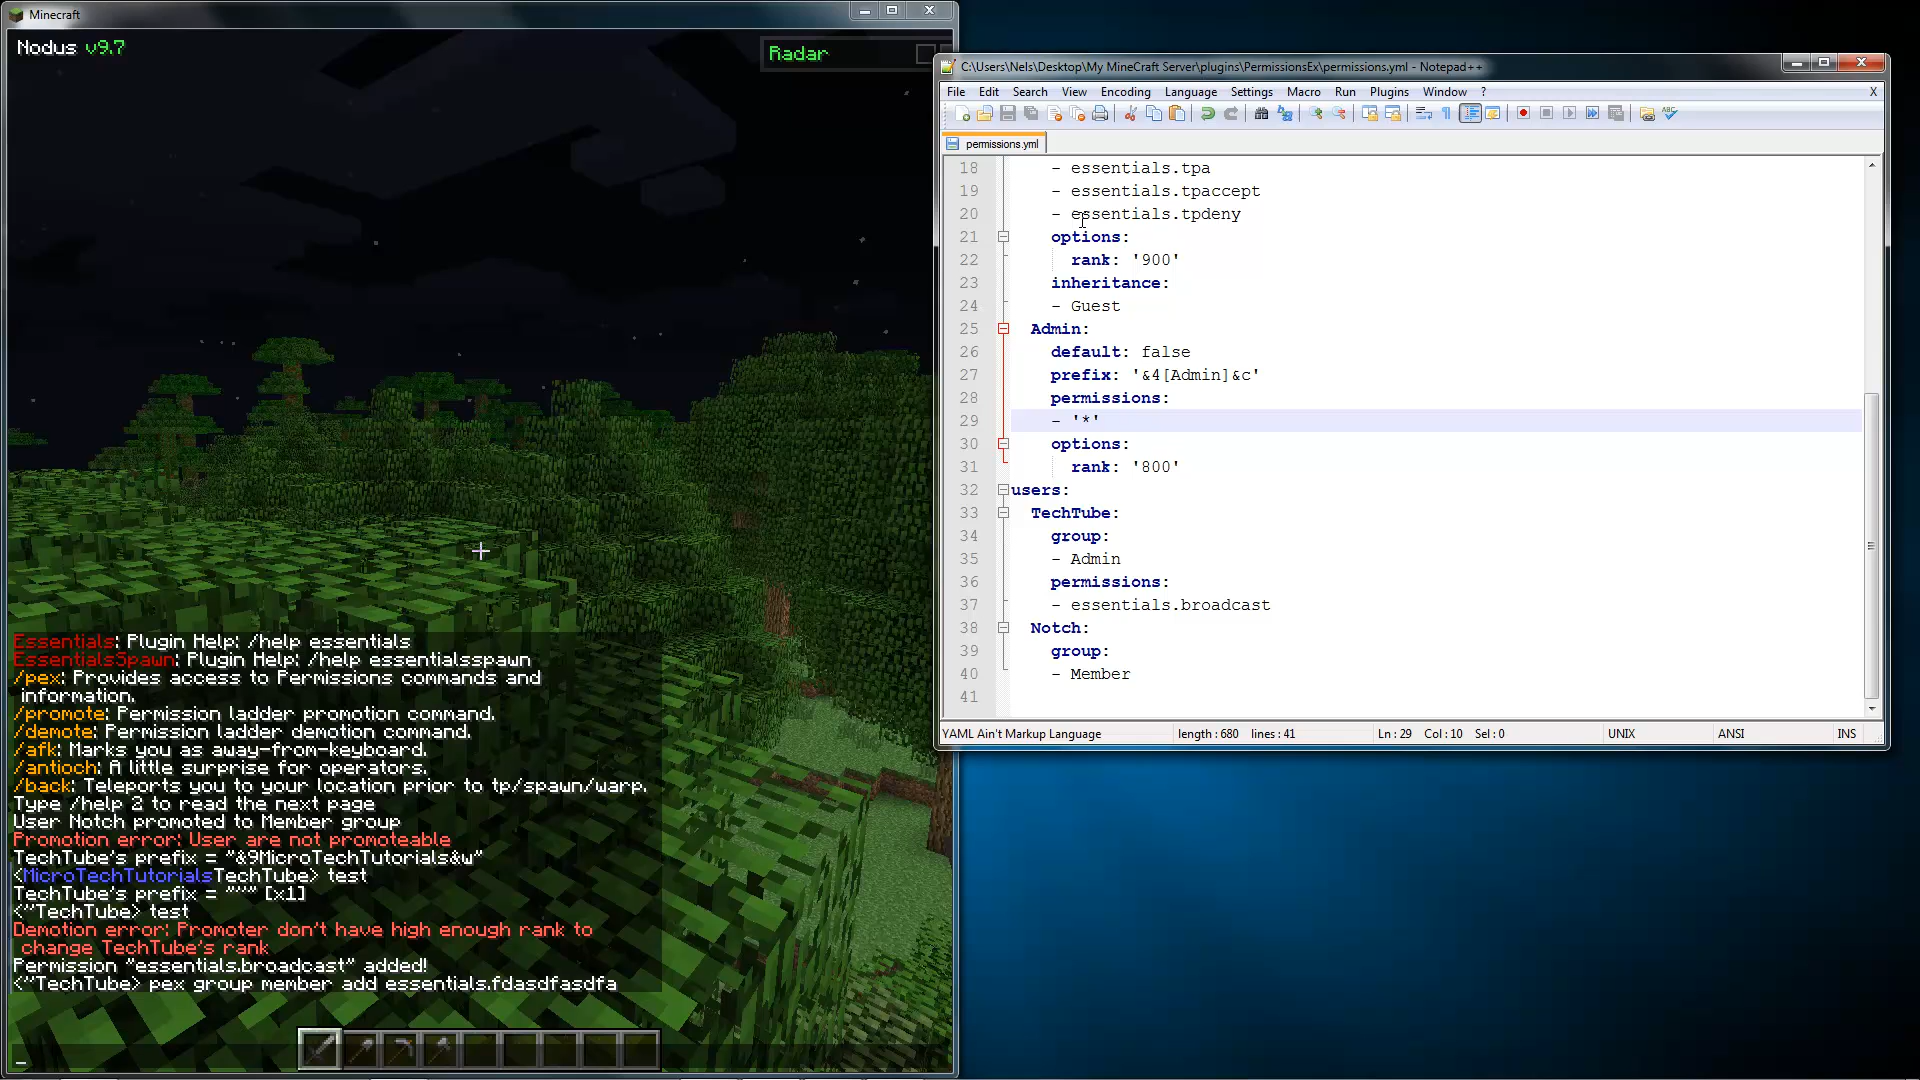 Minecraft
Nodus v9.7
Radar
Essentials: Plugin Help: /help essentials
EssentialsSpawn: Plugin Help: /help essentialsspawn
/pex: Provides access to Permissions commands and
information.
/promote: Permission ladder promotion command.
/demote: Permission ladder demotion command.
/afk: Marks you as away-from-keyboard.
/antioch: A little surprise for operators.
/back: Teleports you to your location prior to tp/spawn/warp.
Type /help 2 to read the next page
User Notch promoted to Member group
Promotion error: User are not promoteable
TechTube's prefix = "&9MicroTechTutorials&w"
<MicroTechTutorialsTechTube> test
TechTube's prefix = """" [x1]
<""TechTube> test
Demotion error: Promoter don't have high enough rank to
change TechTube's rank
Permission "essentials.broadcast" added!
<""TechTube> pex group member add essentials.fdasdfasdfa
_
C:\Users\Nels\Desktop\My MineCraft Server\plugins\PermissionsEx\permissions.yml - Notepad++
File Edit Search View Encoding Language Settings Macro Run Plugins Window ? X
permissions.yml
18 - essentials.tpa
19 - essentials.tpaccept
20 - essentials.tpdeny
21 options:
22 rank: '900'
23 inheritance:
24 - Guest
25 Admin:
26 default: false
27 prefix: '&4[Admin]&c'
28 permissions:
29 - '*'
30 options:
31 rank: '800'
32 users:
33 TechTube:
34 group:
35 - Admin
36 permissions:
37 - essentials.broadcast
38 Notch:
39 group:
40 - Member
41
YAML Ain't Markup Language length : 680 lines : 41 Ln : 29 Col : 10 Sel : 0 UNIX ANSI INS